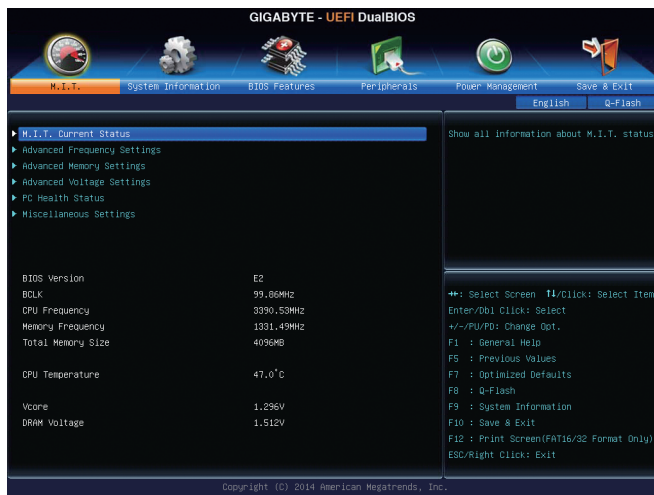 GIGABYTE - UEFI DualBIOS
M.I.T. System Information BIOS Features Peripherals Power Management Save & Exit
English Q-Flash
M.I.T. Current Status
Show all information about M.I.T. status
Advanced Frequency Settings
Advanced Memory Settings
Advanced Voltage Settings
PC Health Status
Miscellaneous Settings
BIOS Version E2
BCLK 99.86MHz
CPU Frequency 3390.53MHz
Memory Frequency 1331.49MHz
Total Memory Size 4096MB
CPU Temperature 47.0°C
Vcore 1.296V
DRAM Voltage 1.512V
→←: Select Screen ↑↓/Click: Select Item
Enter/Dbl Click: Select
+/-/PU/PD: Change Opt.
F1 : General Help
F5 : Previous Values
F7 : Optimized Defaults
F8 : Q-Flash
F9 : System Information
F10 : Save & Exit
F12 : Print Screen(FAT16/32 Format Only)
ESC/Right Click: Exit
Copyright (C) 2014 American Megatrends, Inc.